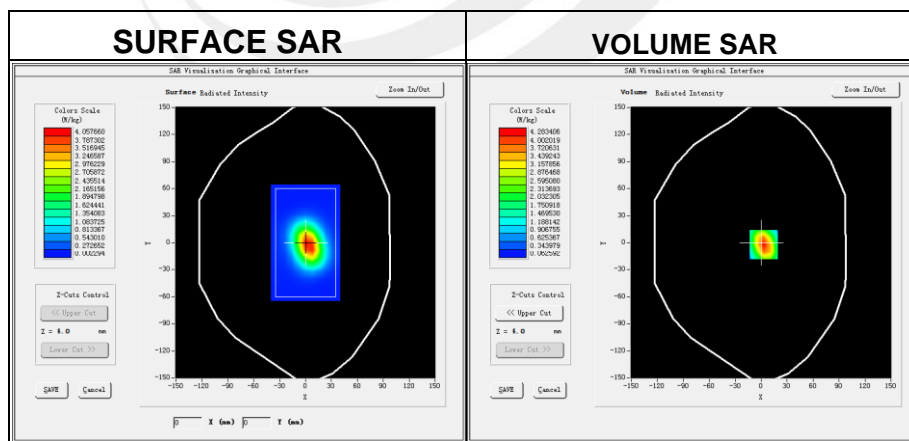 SURFACE SAR
VOLUME SAR
SAR Visualisation Graphical Interface
Surface Radiated Intensity
Zoom In/Out
Colors Scale
(W/kg)
4.057660
3.787302
3.516945
3.246587
2.976229
2.705872
2.435514
2.165156
1.894798
1.624441
1.354083
1.083725
0.813367
0.543010
0.272652
0.002294
Z-Cuts Control
<< Upper Cut
Z = 4.0 mm
Lower Cut >>
SAVE
Cancel
150
120
90
60
30
0
-30
-60
-90
-120
-150
Y
-150 -120 -90 -60 -30 0 30 60 90 120 150
X
0 X (mm) 0 Y (mm)
SAR Visualisation Graphical Interface
Volume Radiated Intensity
Zoom In/Out
Colors Scale
(W/kg)
4.283406
4.002019
3.720631
3.439243
3.157856
2.876468
2.595080
2.313693
2.032305
1.750918
1.469530
1.188142
0.906755
0.625367
0.343979
0.062592
Z-Cuts Control
<< Upper Cut
Z = 4.0 mm
Lower Cut >>
SAVE
Cancel
150
120
90
60
30
0
-30
-60
-90
-120
-150
Y
-150 -120 -90 -60 -30 0 30 60 90 120 150
X